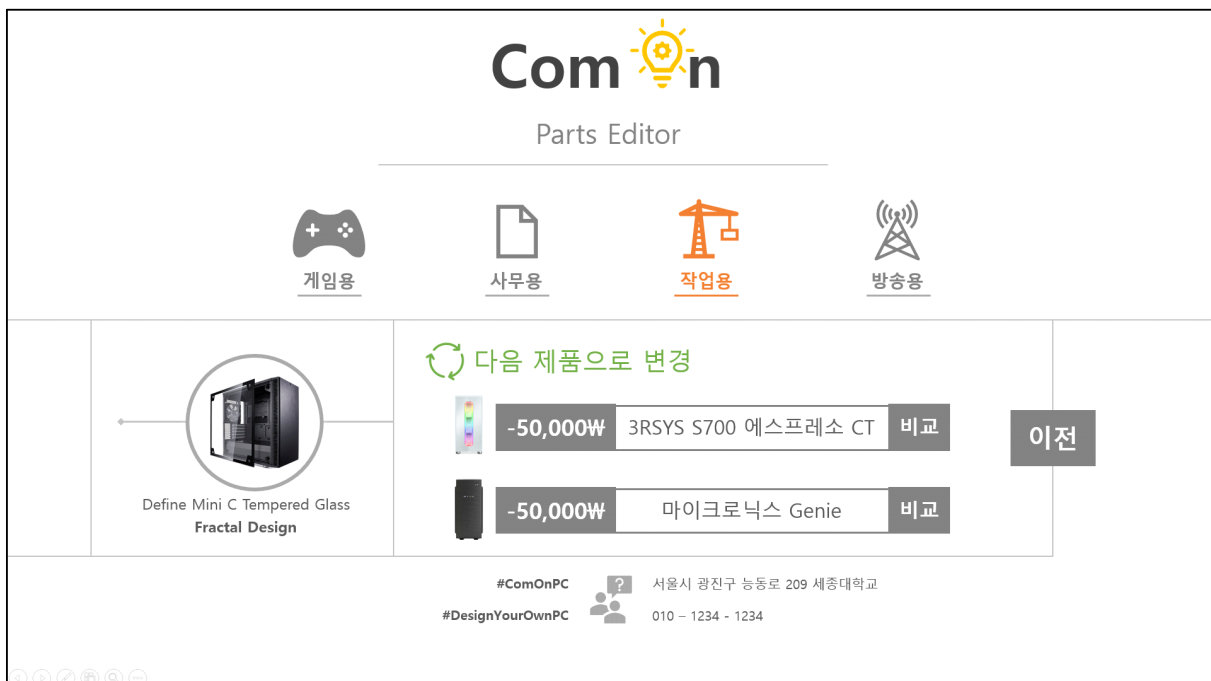 Com n
Parts Editor
게임용
사무용
작업용
방송용
Define Mini C Tempered Glass
Fractal Design
다음 제품으로 변경
-50,000₩ 3RSYS S700 에스프레소 CT 비교
-50,000₩ 마이크로닉스 Genie 비교
이전
#ComOnPC
#DesignYourOwnPC
?
서울시 광진구 능동로 209 세종대학교
010 – 1234 - 1234